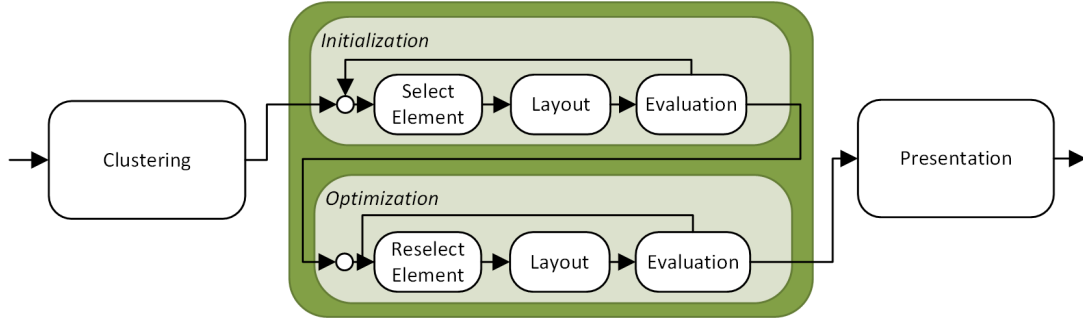 Initialization
Select
Element
Layout
Evaluation
Clustering
Presentation
Optimization
Reselect
Element
Layout
Evaluation